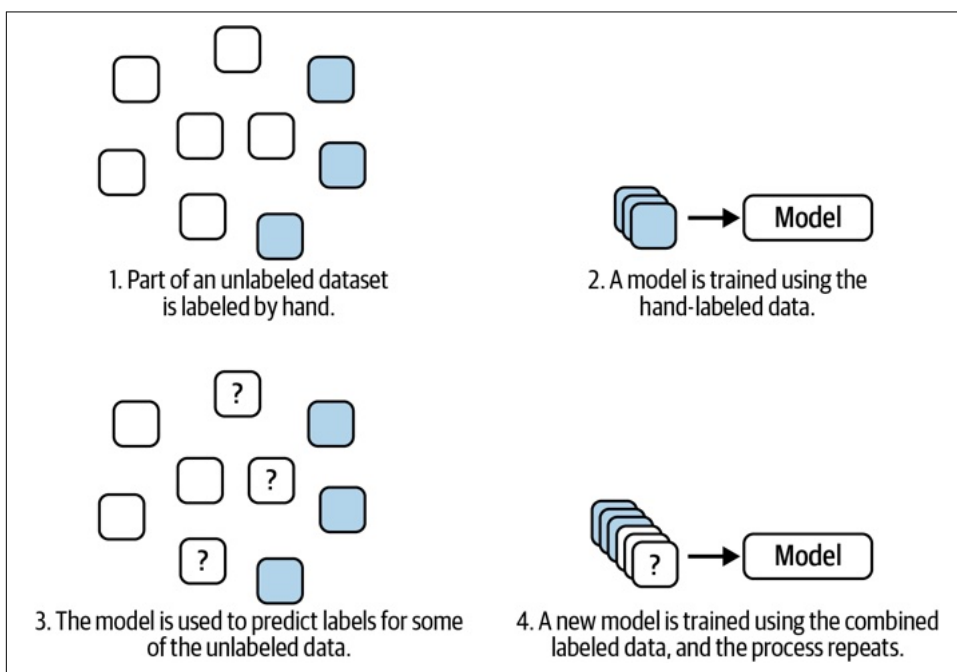 1. Part of an unlabeled dataset
is labeled by hand.
Model
2. A model is trained using the
hand-labeled data.
?
?
?
3. The model is used to predict labels for some
of the unlabeled data.
?
Model
4. A new model is trained using the combined
labeled data, and the process repeats.